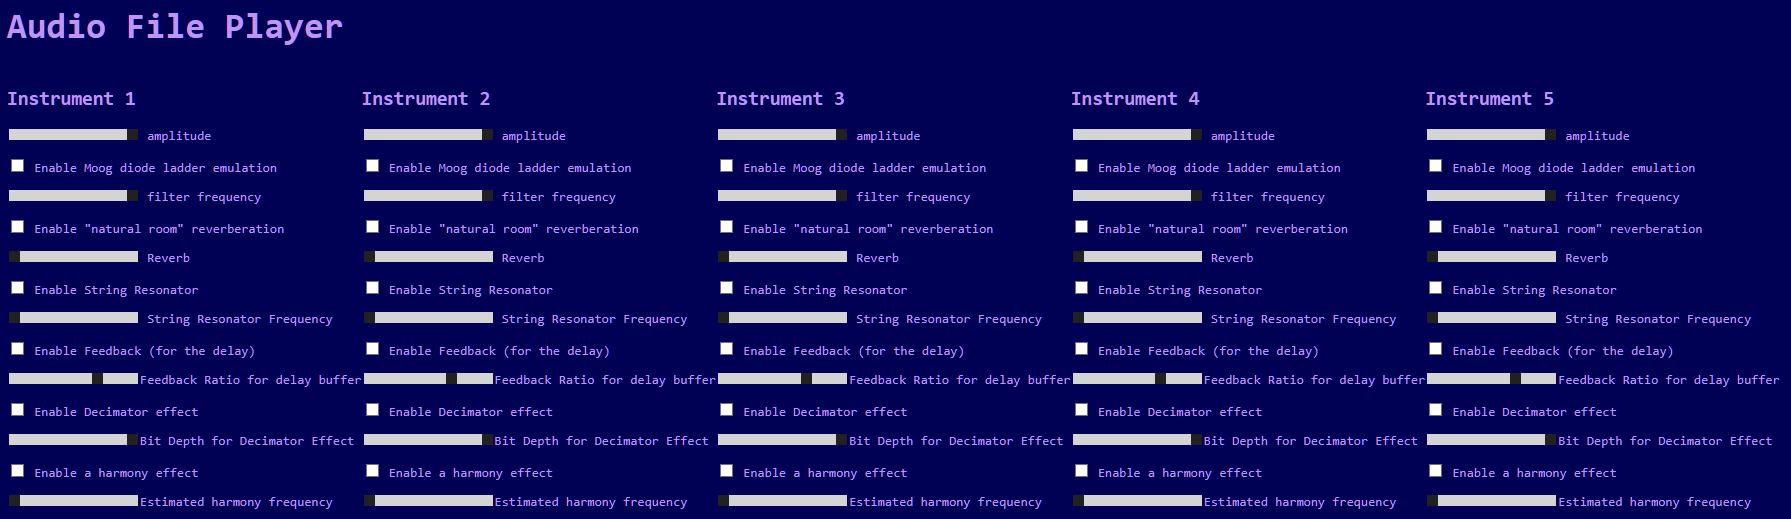 Audio File Player
Instrument 1 Instrument 2 Instrument 3 Instrument 4 Instrument 5
amplitude amplitude amplitude amplitude amplitude
Enable Moog diode ladder emulation Enable Moog diode ladder emulation Enable Moog diode ladder emulation Enable Moog diode ladder emulation Enable Moog diode ladder emulation
filter frequency filter frequency filter frequency filter frequency filter frequency
Enable "natural room" reverberation Enable "natural room" reverberation Enable "natural room" reverberation Enable "natural room" reverberation Enable "natural room" reverberation
Reverb Reverb Reverb Reverb Reverb
Enable String Resonator Enable String Resonator Enable String Resonator Enable String Resonator Enable String Resonator
String Resonator Frequency String Resonator Frequency String Resonator Frequency String Resonator Frequency String Resonator Frequency
Enable Feedback (for the delay) Enable Feedback (for the delay) Enable Feedback (for the delay) Enable Feedback (for the delay) Enable Feedback (for the delay)
Feedback Ratio for delay buffer Feedback Ratio for delay buffer Feedback Ratio for delay buffer Feedback Ratio for delay buffer Feedback Ratio for delay buffer
Enable Decimator effect Enable Decimator effect Enable Decimator effect Enable Decimator effect Enable Decimator effect
Bit Depth for Decimator Effect Bit Depth for Decimator Effect Bit Depth for Decimator Effect Bit Depth for Decimator Effect Bit Depth for Decimator Effect
Enable a harmony effect Enable a harmony effect Enable a harmony effect Enable a harmony effect Enable a harmony effect
Estimated harmony frequency Estimated harmony frequency Estimated harmony frequency Estimated harmony frequency Estimated harmony frequency